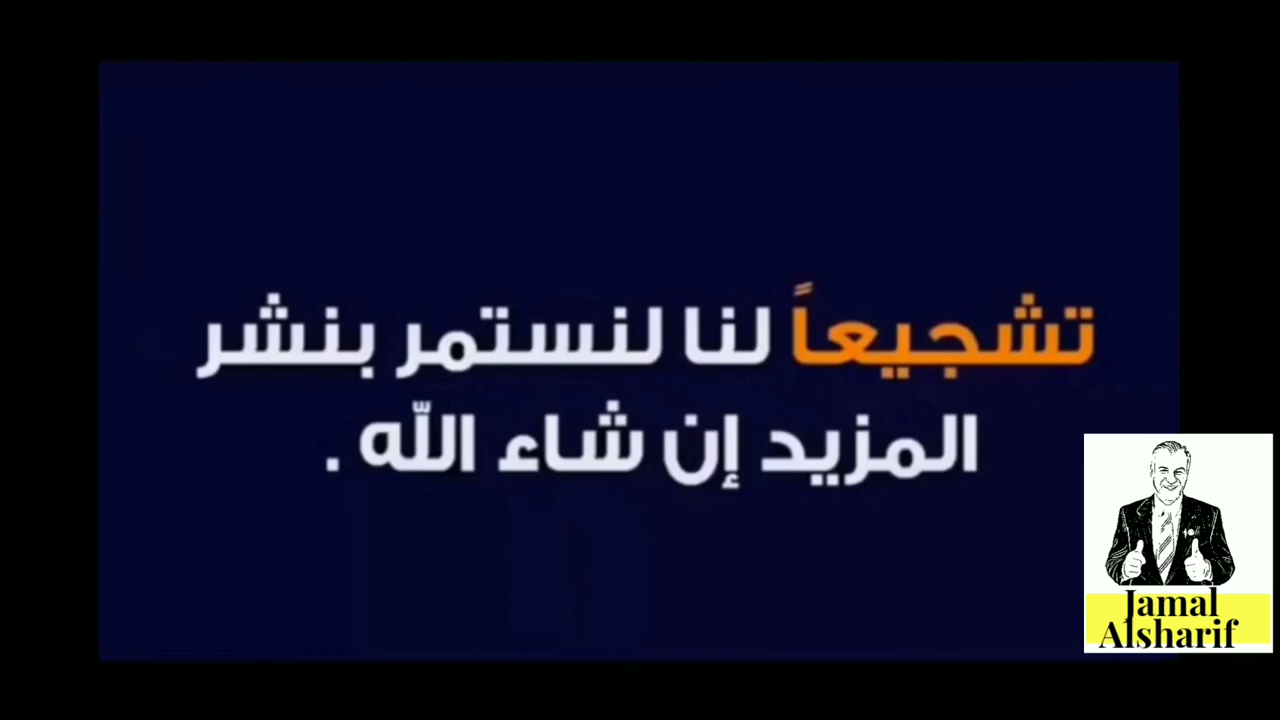 تشجيعاً لنا لنستمر بنشر
المزيد إن شاء الله .
Jamal
Alsharif